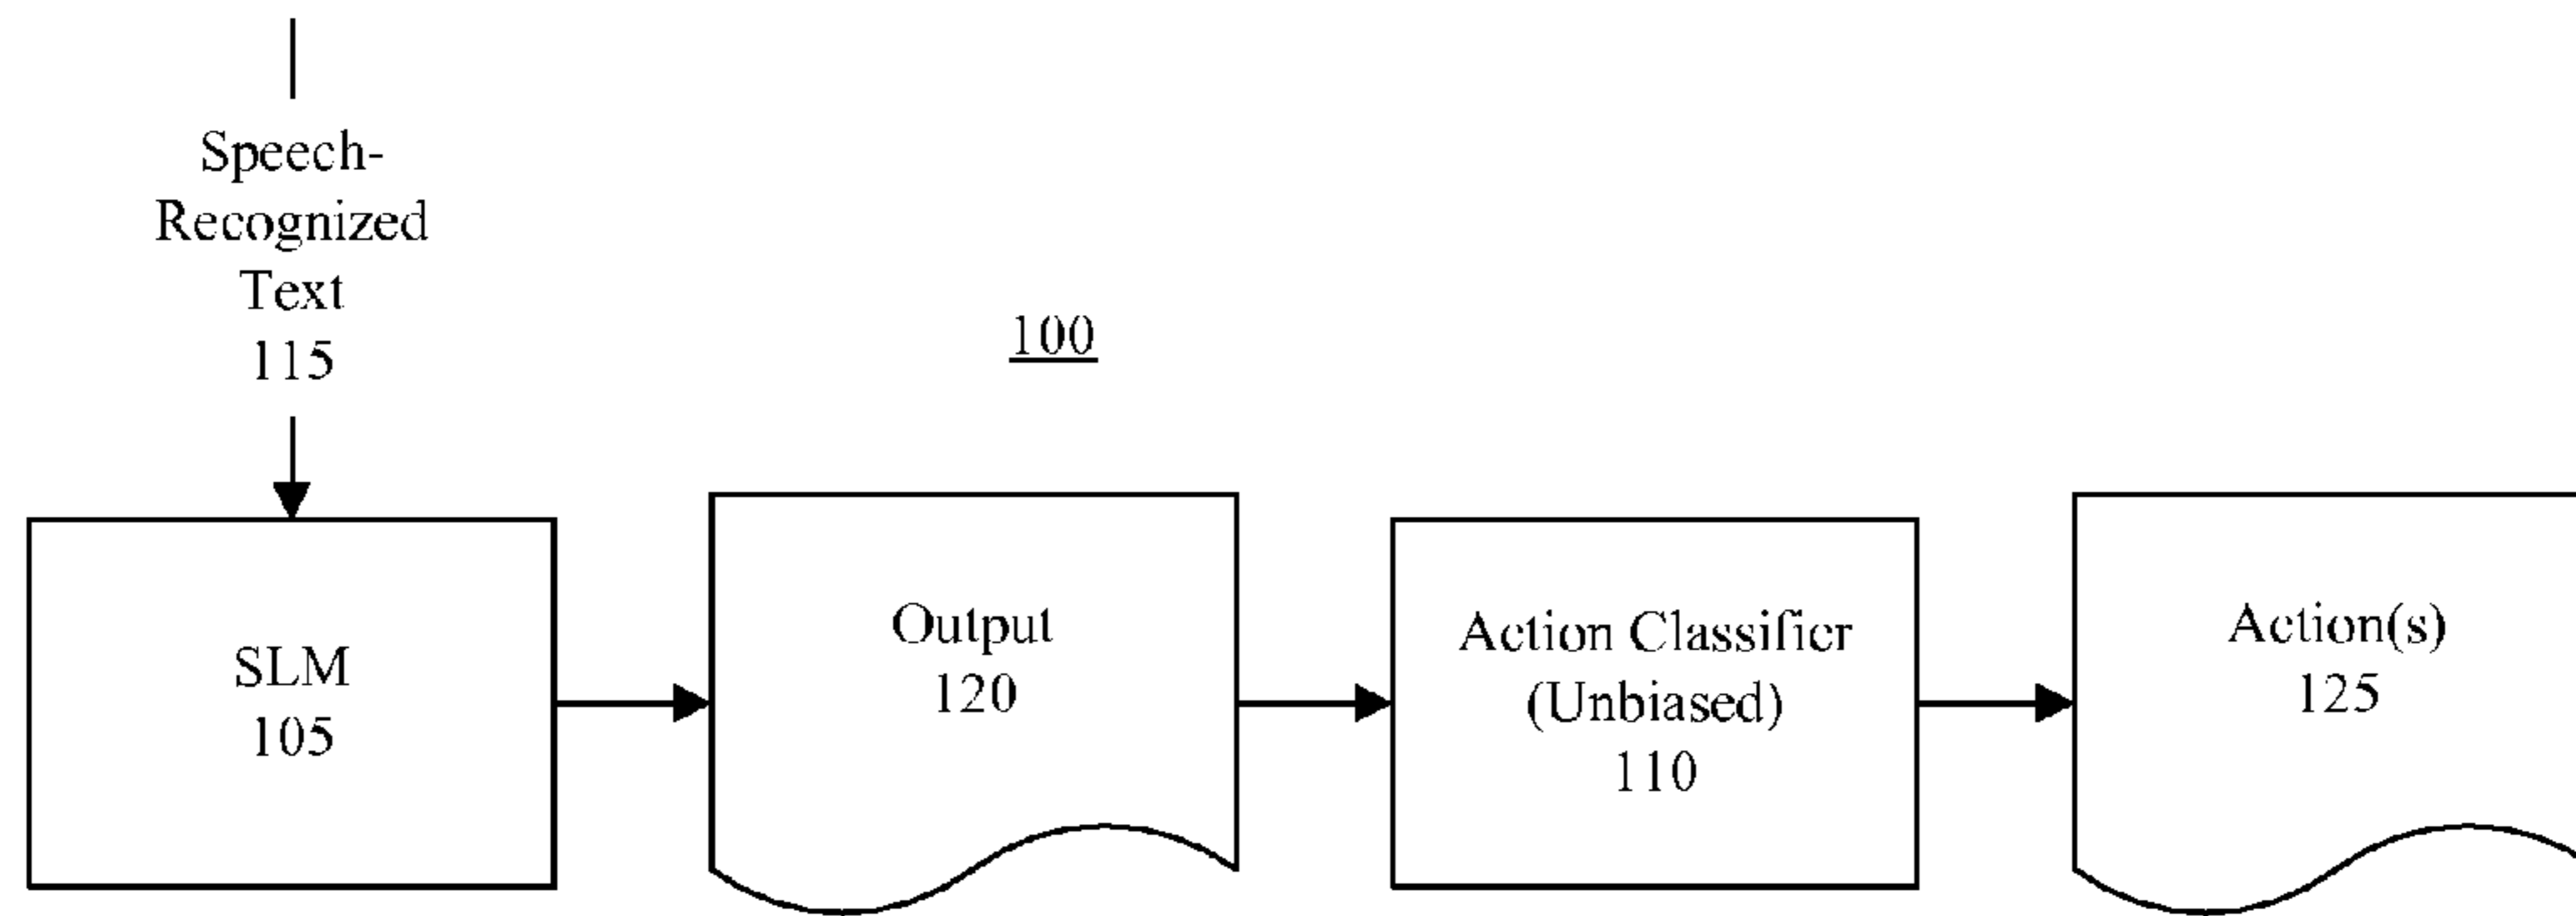 Speech-
Recognized
Text
115
100
SLM
105
Output
120
Action Classifier
(Unbiased)
110
Action(s)
125